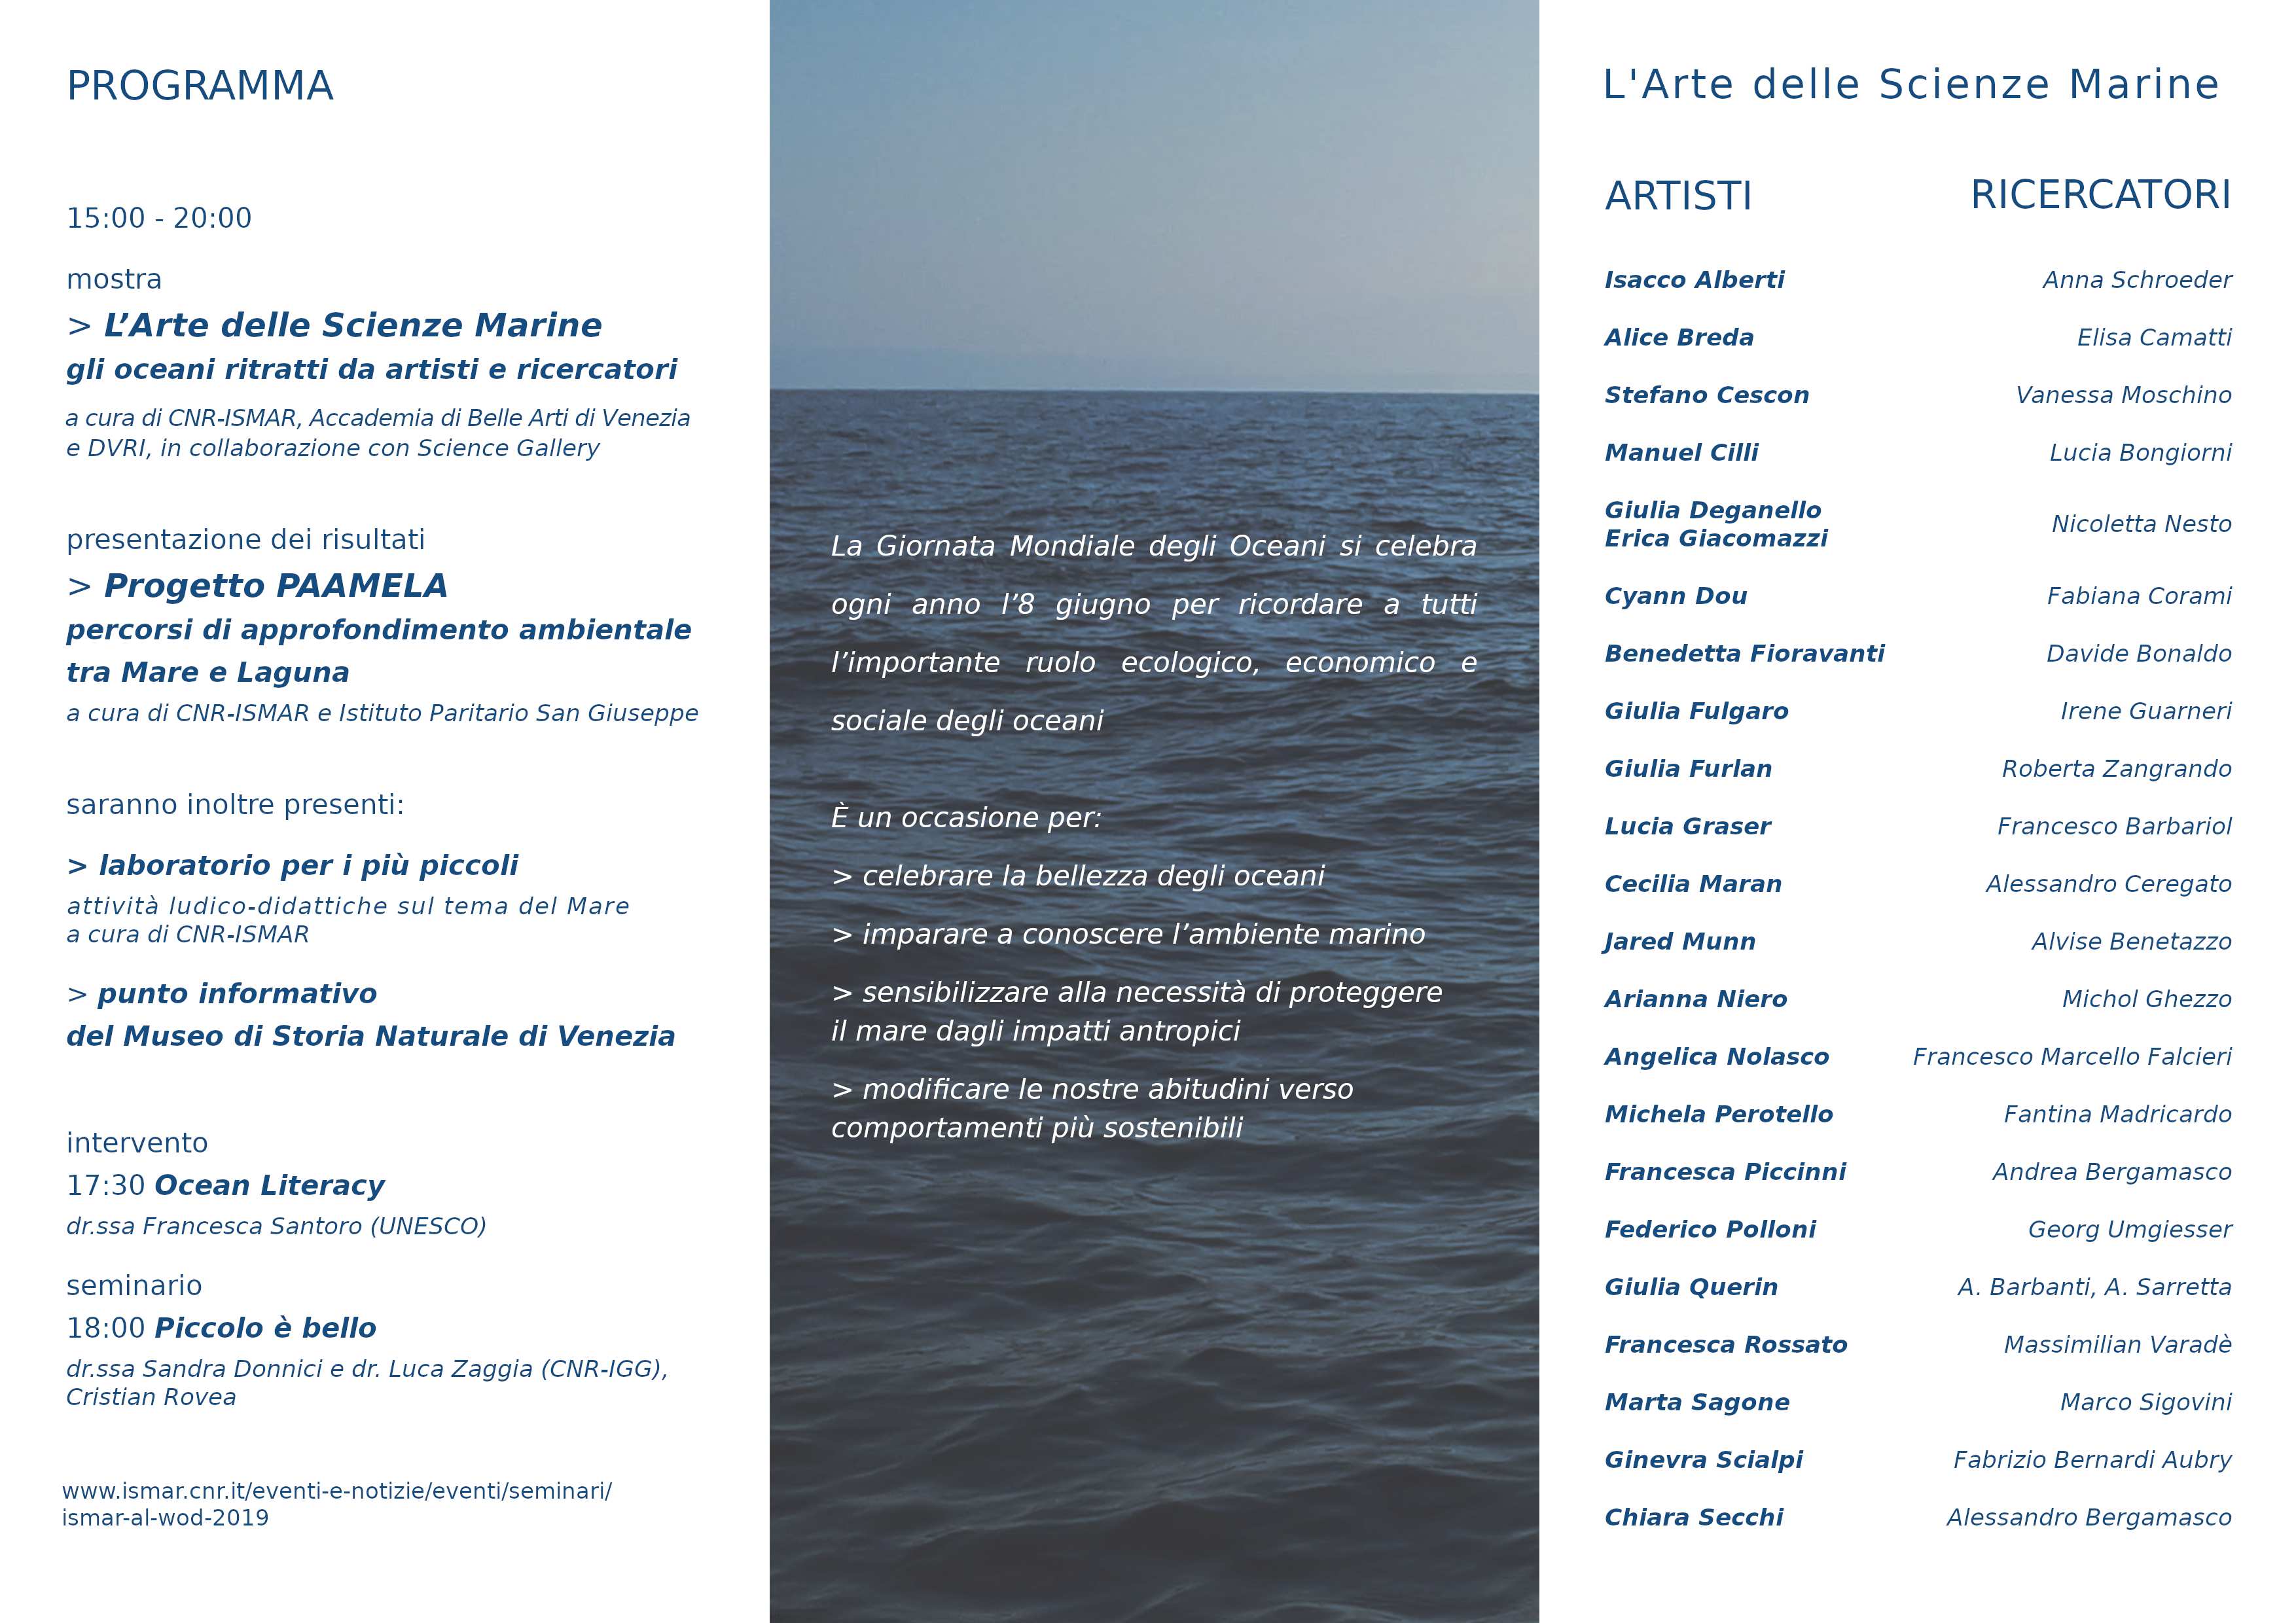 PROGRAMMA
15:00 - 20:00
mostra
> L’Arte delle Scienze Marine
gli oceani ritratti da artisti e ricercatori
a cura di CNR-ISMAR, Accademia di Belle Arti di Venezia
e DVRI, in collaborazione con Science Gallery
presentazione dei risultati
> Progetto PAAMELA
percorsi di approfondimento ambientale
tra Mare e Laguna
a cura di CNR-ISMAR e Istituto Paritario San Giuseppe
saranno inoltre presenti:
> laboratorio per i più piccoli
attività ludico-didattiche sul tema del Mare
a cura di CNR-ISMAR
> punto informativo
del Museo di Storia Naturale di Venezia
intervento
17:30 Ocean Literacy
dr.ssa Francesca Santoro (UNESCO)
seminario
18:00 Piccolo è bello
dr.ssa Sandra Donnici e dr. Luca Zaggia (CNR-IGG),
Cristian Rovea
www.ismar.cnr.it/eventi-e-notizie/eventi/seminari/
ismar-al-wod-2019
La Giornata Mondiale degli Oceani si celebra
ogni anno l’8 giugno per ricordare a tutti
l’importante ruolo ecologico, economico e
sociale degli oceani
È un occasione per:
> celebrare la bellezza degli oceani
> imparare a conoscere l’ambiente marino
> sensibilizzare alla necessità di proteggere
il mare dagli impatti antropici
> modificare le nostre abitudini verso
comportamenti più sostenibili
L'Arte delle Scienze Marine
ARTISTI RICERCATORI
Isacco Alberti Anna Schroeder
Alice Breda Elisa Camatti
Stefano Cescon Vanessa Moschino
Manuel Cilli Lucia Bongiorni
Giulia Deganello
Erica Giacomazzi Nicoletta Nesto
Cyann Dou Fabiana Corami
Benedetta Fioravanti Davide Bonaldo
Giulia Fulgaro Irene Guarneri
Giulia Furlan Roberta Zangrando
Lucia Graser Francesco Barbariol
Cecilia Maran Alessandro Ceregato
Jared Munn Alvise Benetazzo
Arianna Niero Michol Ghezzo
Angelica Nolasco Francesco Marcello Falcieri
Michela Perotello Fantina Madricardo
Francesca Piccinni Andrea Bergamasco
Federico Polloni Georg Umgiesser
Giulia Querin A. Barbanti, A. Sarretta
Francesca Rossato Massimilian Varadè
Marta Sagone Marco Sigovini
Ginevra Scialpi Fabrizio Bernardi Aubry
Chiara Secchi Alessandro Bergamasco